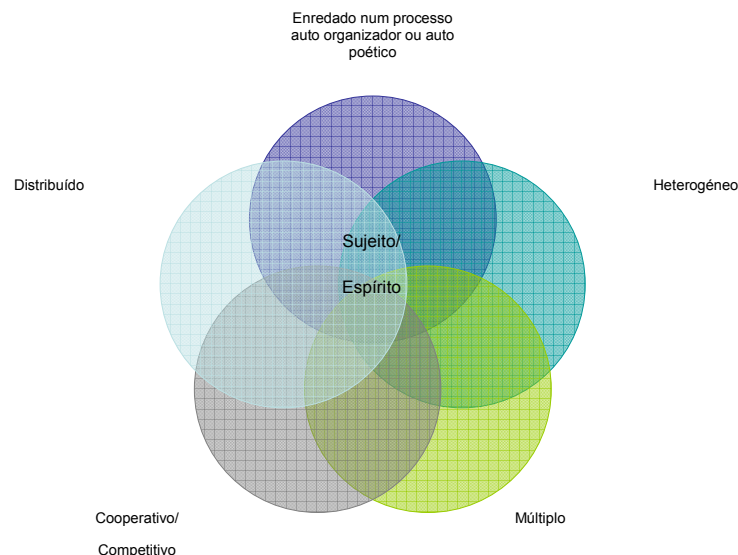 Enredado num processo
auto organizador ou auto
poético
Distribuído
Heterogéneo
Sujeito/
Espírito
Cooperativo/
Competitivo
Múltiplo